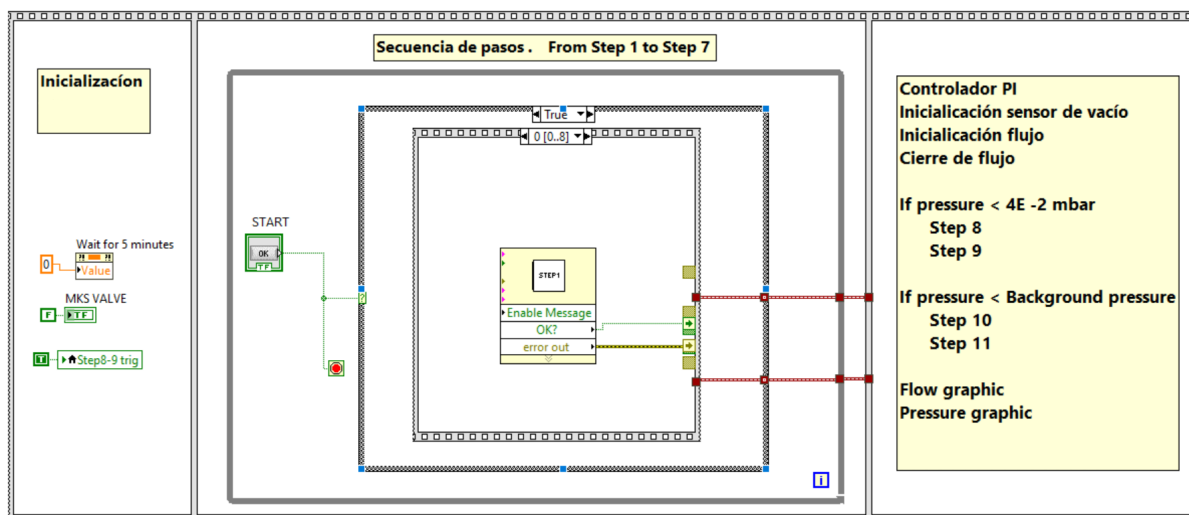 Inicializacíon
Wait for 5 minutes
0
Value
MKS VALVE
F
TF
T
Step8-9 trig
Secuencia de pasos .   From Step 1 to Step 7
START
OK
TF
True
0 [0..8]
?
STEP1
Enable Message
OK?
error out
i
Controlador PI
Inicialicación sensor de vacío
Inicialicación flujo
Cierre de flujo
If pressure < 4E -2 mbar
Step 8
Step 9
If pressure < Background pressure
Step 10
Step 11
Flow graphic
Pressure graphic